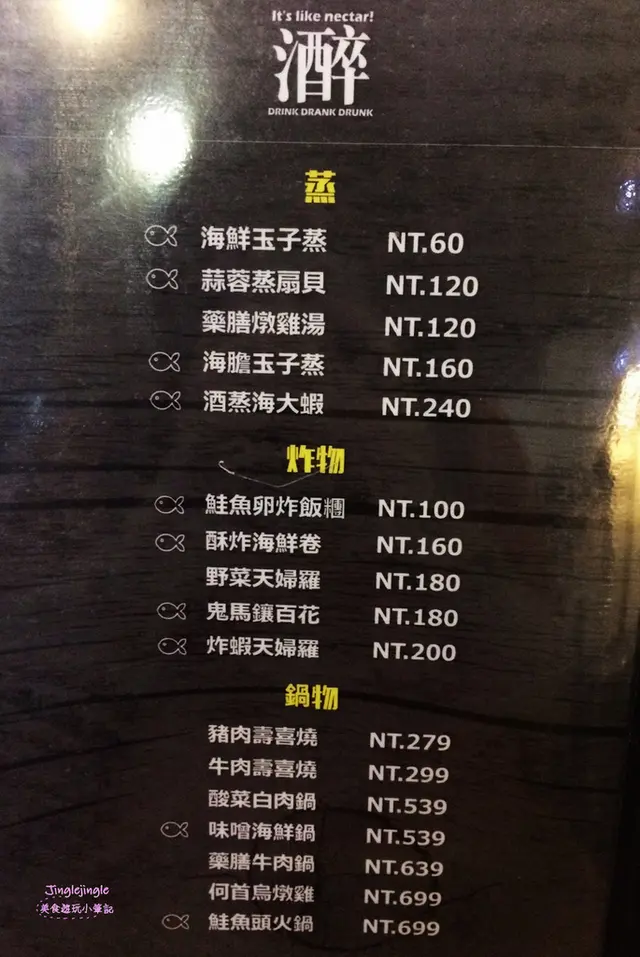 It's like nectar!
酒醉
DRINK DRANK DRUNK
蒸
海鮮玉子蒸 NT.60
蒜蓉蒸扇貝 NT.120
藥膳燉雞湯 NT.120
海膽玉子蒸 NT.160
酒蒸海大蝦 NT.240
炸物
鮭魚卵炸飯糰 NT.100
酥炸海鮮卷 NT.160
野菜天婦羅 NT.180
鬼馬鑲百花 NT.180
炸蝦天婦羅 NT.200
鍋物
豬肉壽喜燒 NT.279
牛肉壽喜燒 NT.299
酸菜白肉鍋 NT.539
味噌海鮮鍋 NT.539
藥膳牛肉鍋 NT.639
何首烏燉雞 NT.699
鮭魚頭火鍋 NT.699
Jinglejingle
美食遊玩小筆記